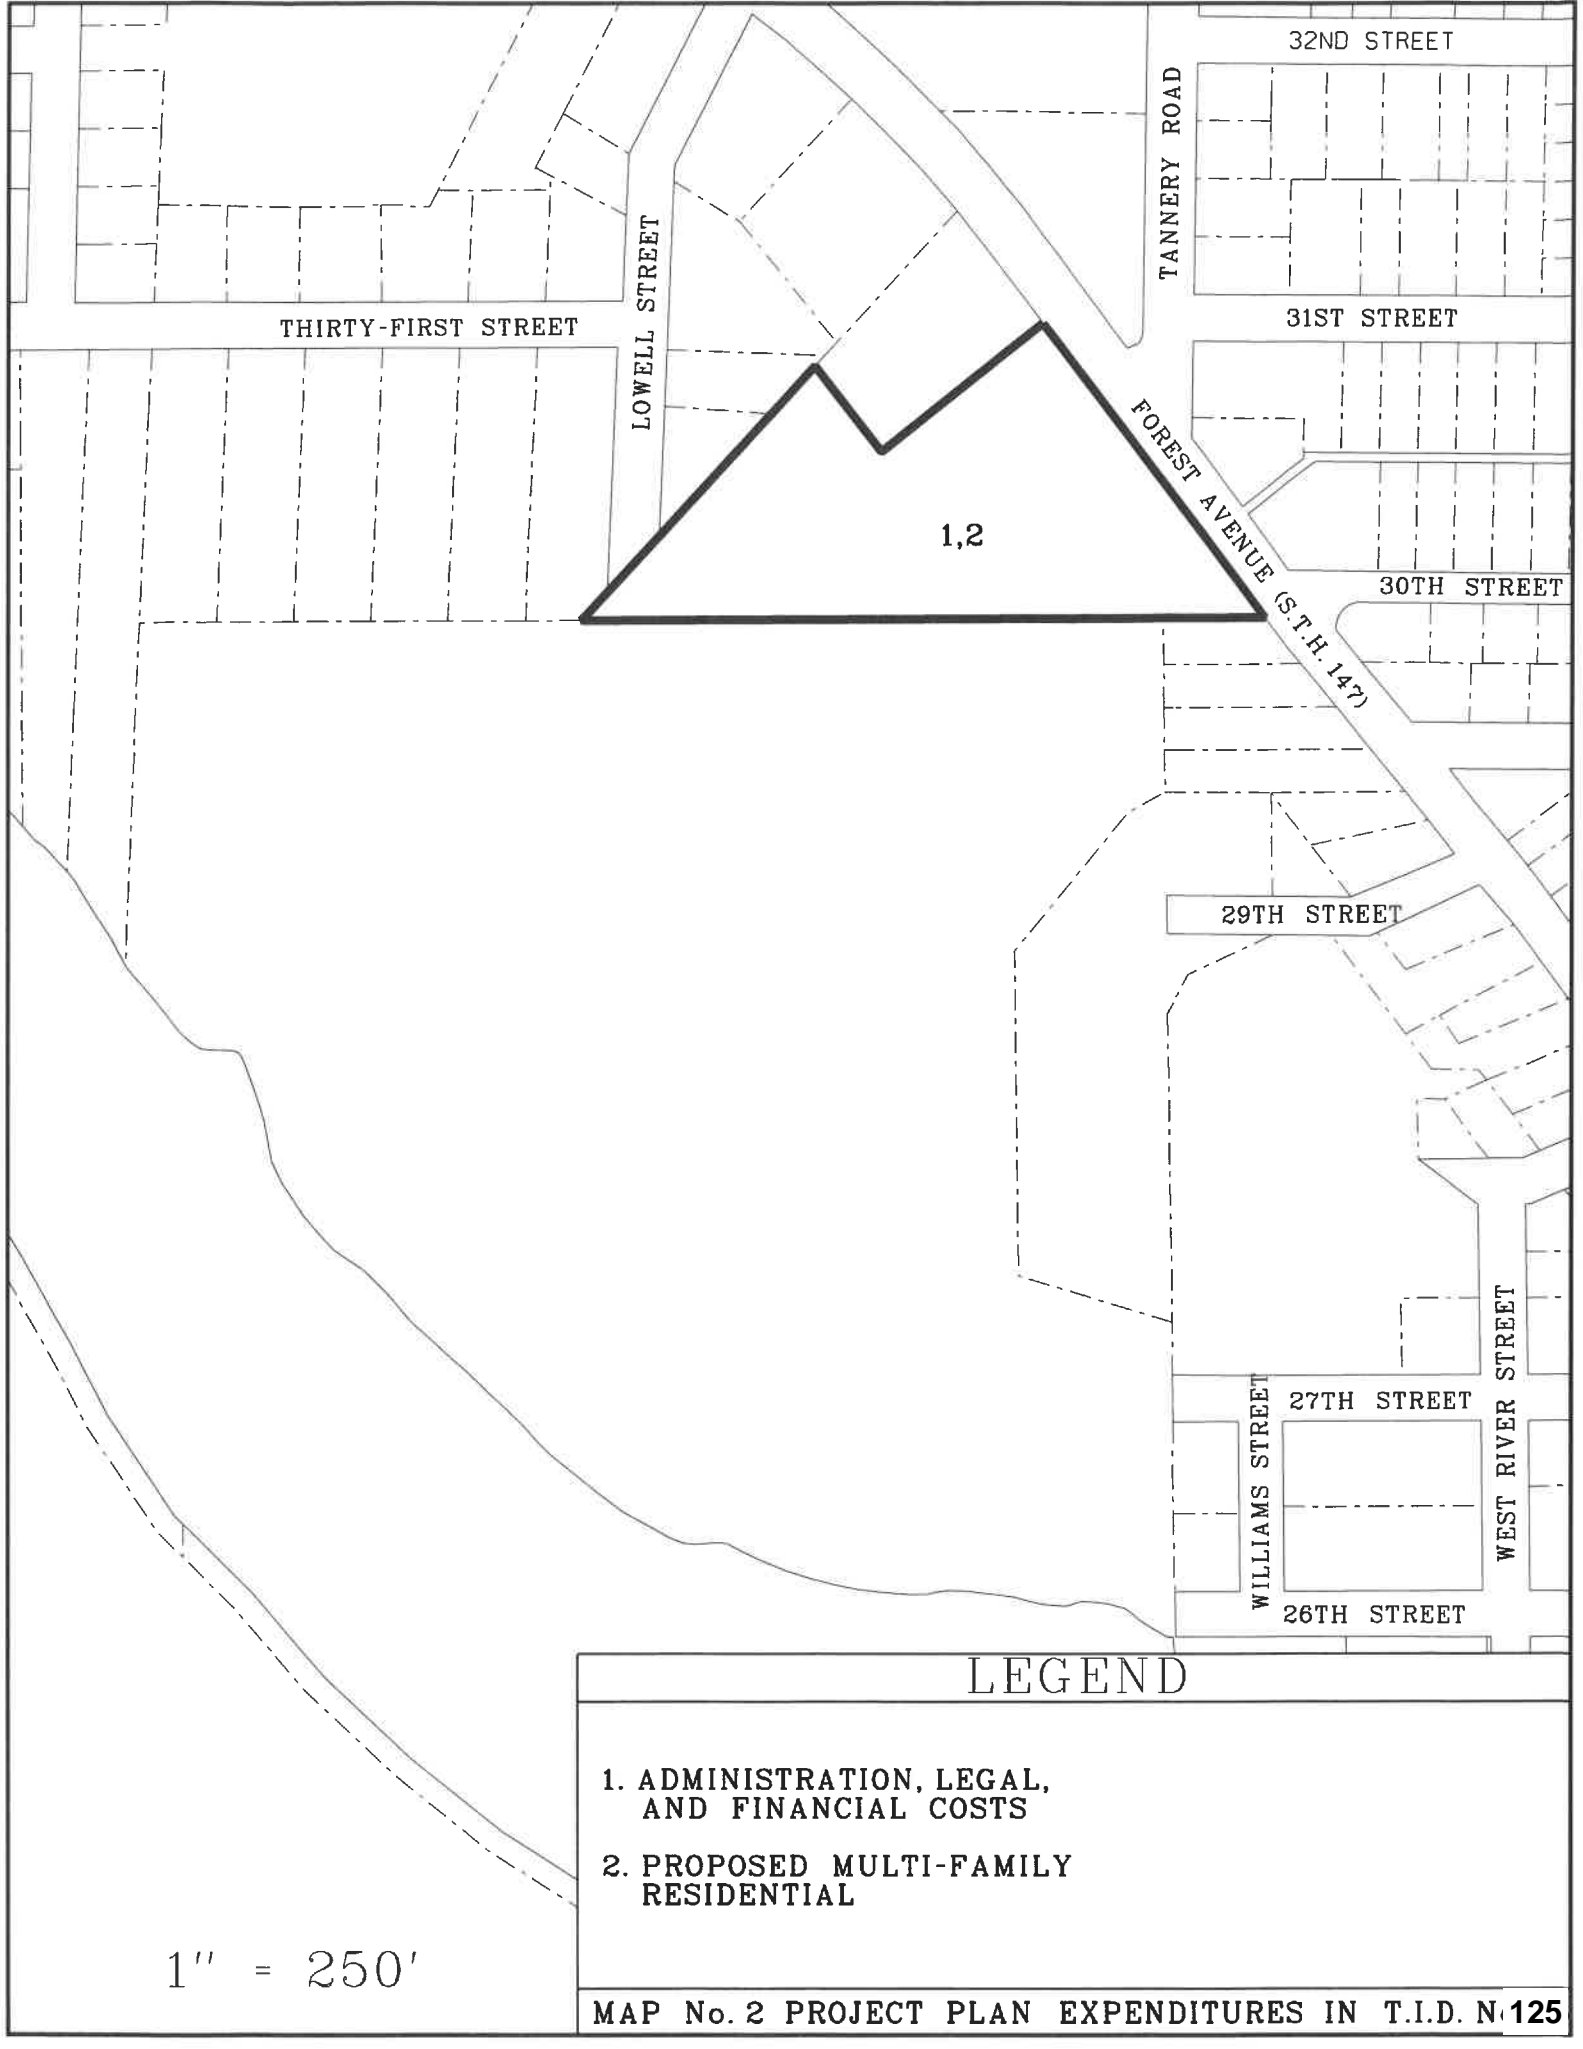 32ND STREET
TANNERY ROAD
LOWELL STREET
THIRTY-FIRST STREET
31ST STREET
FOREST AVENUE (S.T.H. 147)
1,2
30TH STREET
29TH STREET
WEST RIVER STREET
WILLIAMS STREET
27TH STREET
26TH STREET
LEGEND
1. ADMINISTRATION, LEGAL,
AND FINANCIAL COSTS
2. PROPOSED MULTI-FAMILY
RESIDENTIAL
1" = 250'
MAP No. 2 PROJECT PLAN EXPENDITURES IN T.I.D. 125